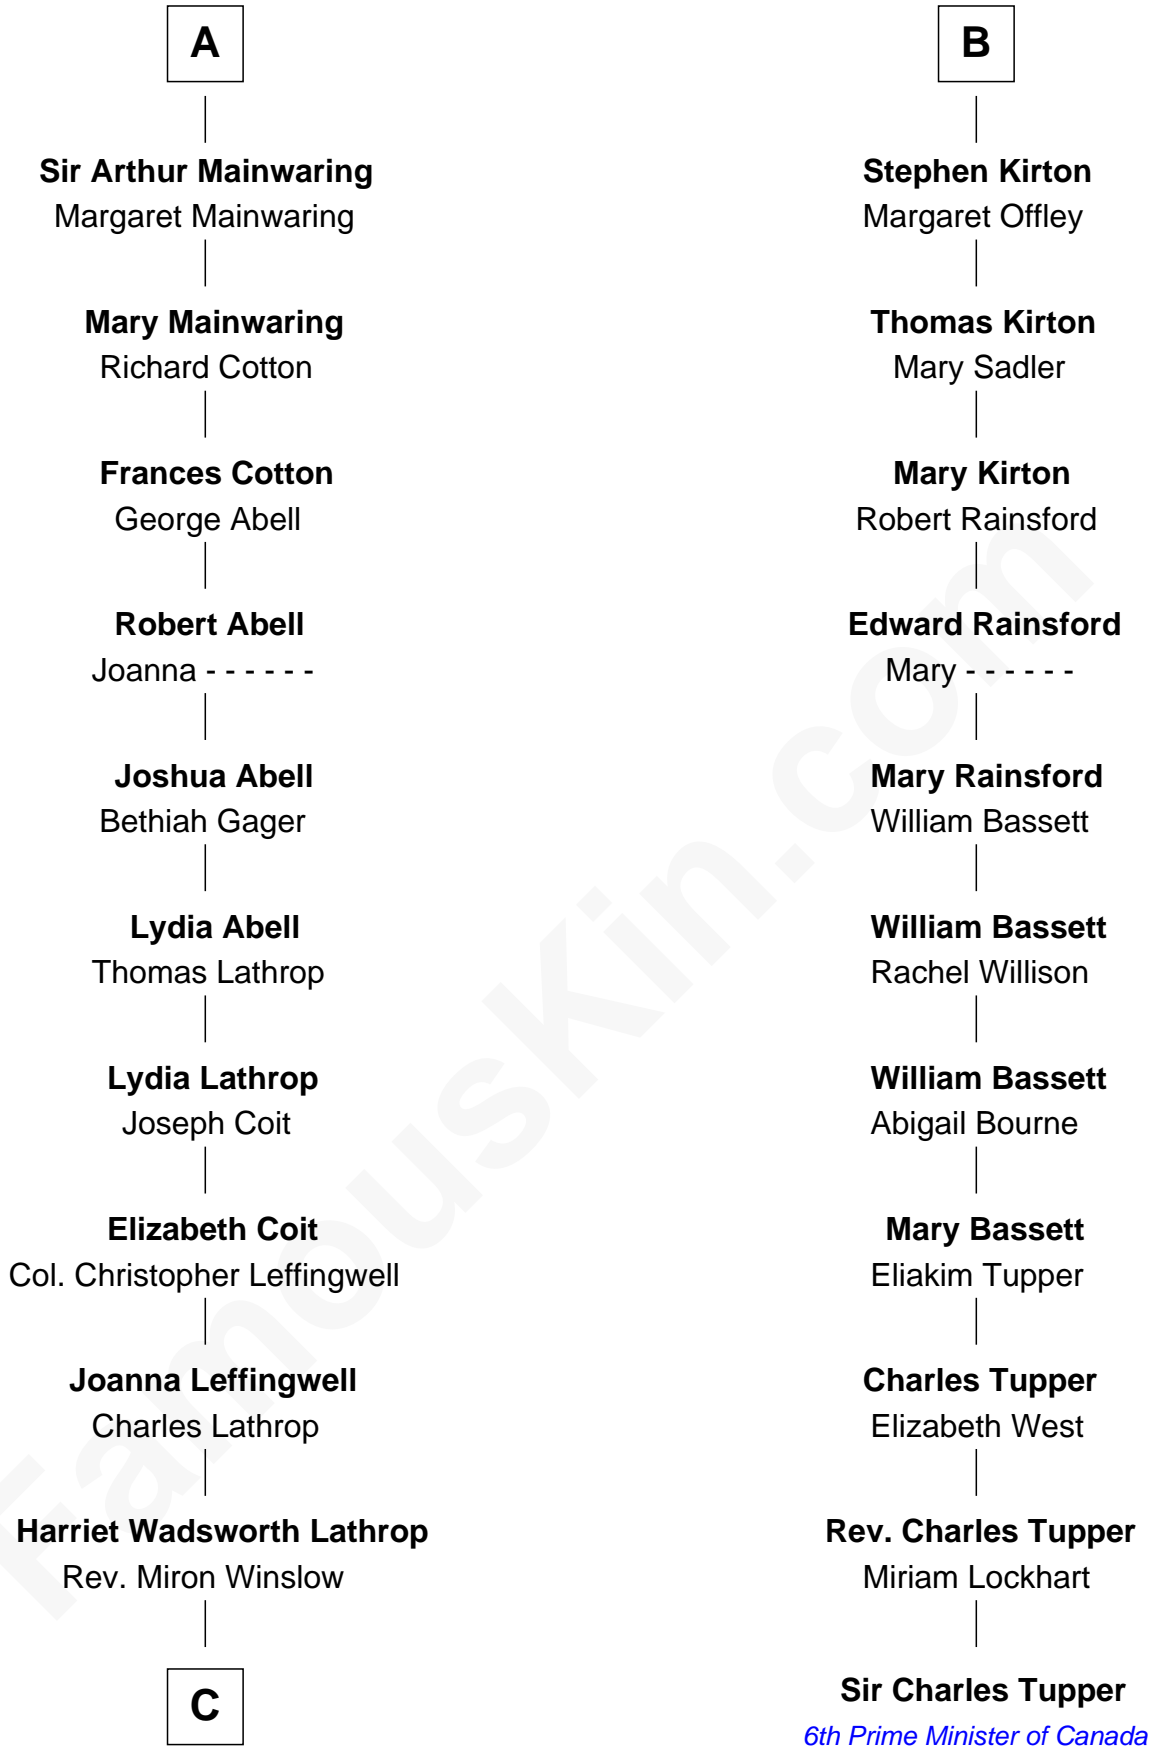 A
Sir Arthur Mainwaring
Margaret Mainwaring
Mary Mainwaring
Richard Cotton
Frances Cotton
George Abell
Robert Abell
Joanna - - - - - -
Joshua Abell
Bethiah Gager
Lydia Abell
Thomas Lathrop
Lydia Lathrop
Joseph Coit
Elizabeth Coit
Col. Christopher Leffingwell
Joanna Leffingwell
Charles Lathrop
Harriet Wadsworth Lathrop
Rev. Miron Winslow
C
B
Stephen Kirton
Margaret Offley
Thomas Kirton
Mary Sadler
Mary Kirton
Robert Rainsford
Edward Rainsford
Mary - - - - - -
Mary Rainsford
William Bassett
William Bassett
Rachel Willison
William Bassett
Abigail Bourne
Mary Bassett
Eliakim Tupper
Charles Tupper
Elizabeth West
Rev. Charles Tupper
Miriam Lockhart
Sir Charles Tupper
6th Prime Minister of Canada
FamousKin.com